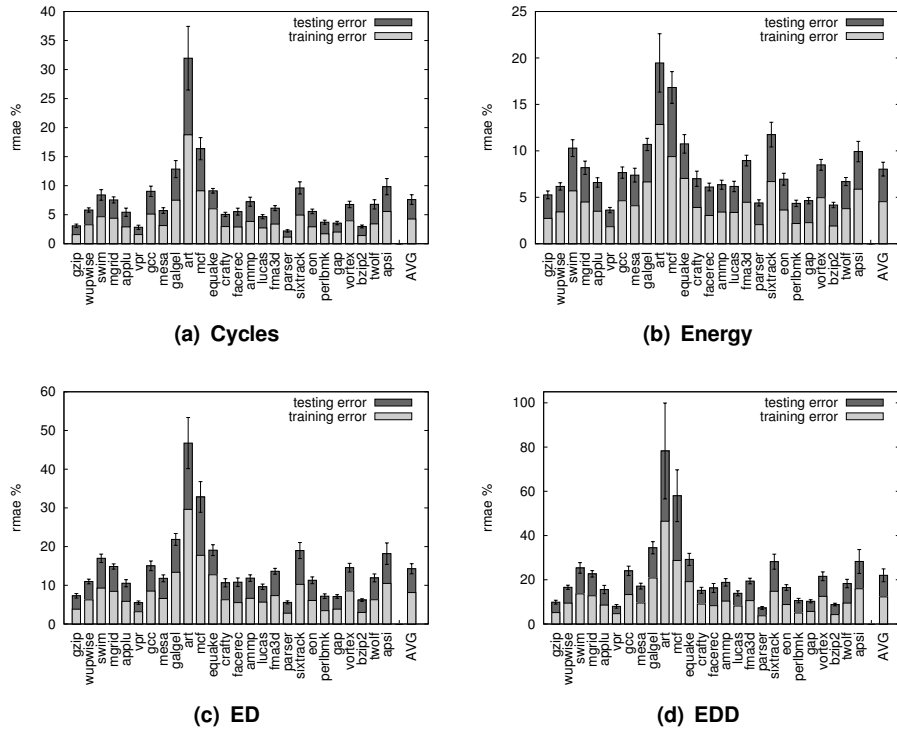 40
35
30
25
20
15
10
5
0
rmae %
testing error
training error
gzip
wupwise
swim
mgrid
applu
vpr
gcc
mesa
galgel
art
mcf
equake
crafty
facerec
ammp
lucas
fma3d
parser
sixtrack
eon
perlbmk
gap
vortex
bzip2
twolf
apsi
AVG
(a) Cycles
25
20
15
10
5
0
rmae %
testing error
training error
gzip
wupwise
swim
mgrid
applu
vpr
gcc
mesa
galgel
art
mcf
equake
crafty
facerec
ammp
lucas
fma3d
parser
sixtrack
eon
perlbmk
gap
vortex
bzip2
twolf
apsi
AVG
(b) Energy
60
50
40
30
20
10
0
rmae %
testing error
training error
gzip
wupwise
swim
mgrid
applu
vpr
gcc
mesa
galgel
art
mcf
equake
crafty
facerec
ammp
lucas
fma3d
parser
sixtrack
eon
perlbmk
gap
vortex
bzip2
twolf
apsi
AVG
(c) ED
100
80
60
40
20
0
rmae %
testing error
training error
gzip
wupwise
swim
mgrid
applu
vpr
gcc
mesa
galgel
art
mcf
equake
crafty
facerec
ammp
lucas
fma3d
parser
sixtrack
eon
perlbmk
gap
vortex
bzip2
twolf
apsi
AVG
(d) EDD